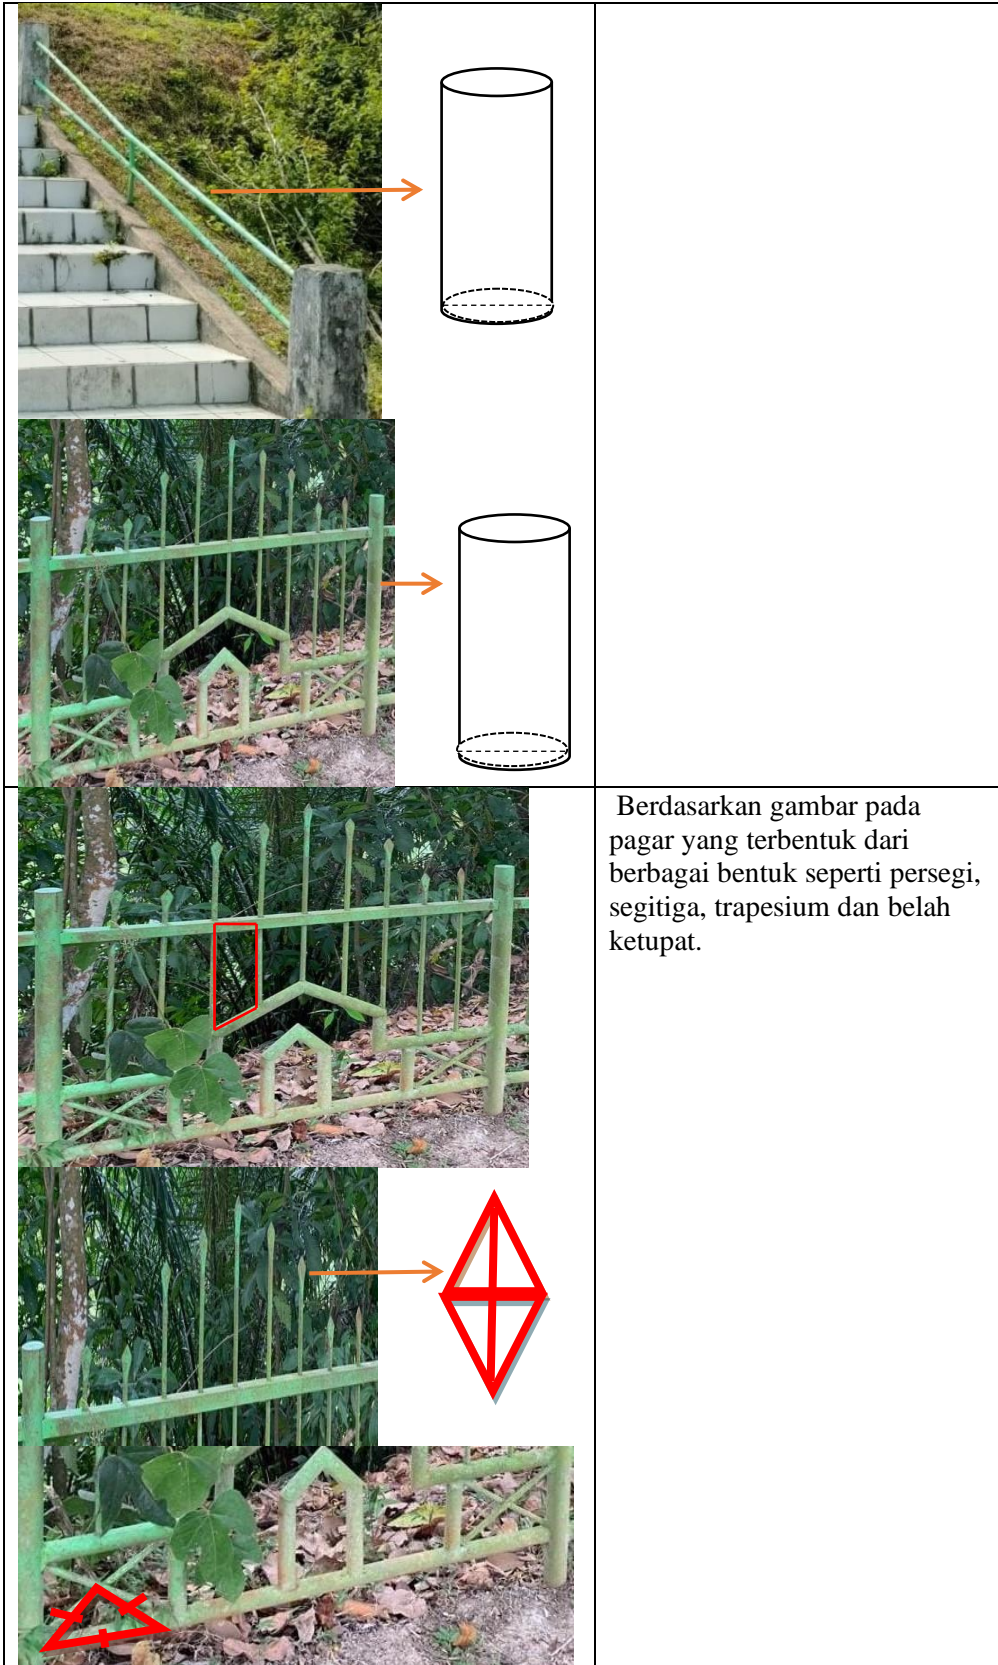 Berdasarkan gambar pada
pagar yang terbentuk dari
berbagai bentuk seperti persegi,
segitiga, trapesium dan belah
ketupat.